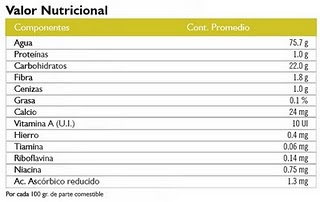 Valor Nutricional
Componentes Cont. Promedio
Agua 75.7 g
Proteínas 1.0 g
Carbohidratos 22.0 g
Fibra 1.8 g
Cenizas 1.0 g
Grasa 0.1 %
Calcio 24 mg
Vitamina A (U.I.) 10 UI
Hierro 0.4 mg
Tiamina 0.06 mg
Riboflavina 0.14 mg
Niacina 0.75 mg
Ac. Ascórbico reducido 1.3 mg
Por cada 100 gr. de parte comestible